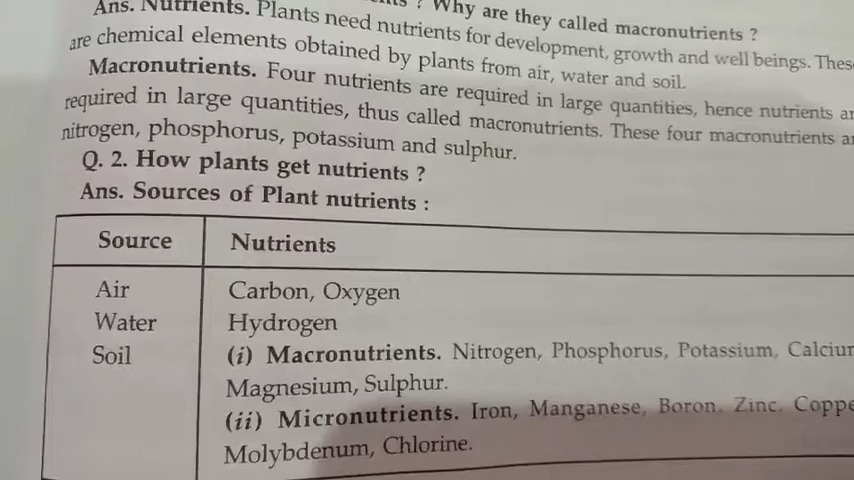 ? Why are they called macronutrients ?
Ans. Nutrients. Plants need nutrients for development, growth and well beings.
are chemical elements obtained by plants from air, water and soil.
Macronutrients. Four nutrients are required in large quantities, hence nutrients
required in large quantities, thus called macronutrients. These four macronutrients
nitrogen, phosphorus, potassium and sulphur.
Q. 2. How plants get nutrients ?
Ans. Sources of Plant nutrients :
Source Nutrients
Air Carbon, Oxygen
Water Hydrogen
Soil (i) Macronutrients. Nitrogen, Phosphorus, Potassium,
Magnesium, Sulphur.
(ii) Micronutrients. Iron, Manganese, Boron, Zinc,
Molybdenum, Chlorine.